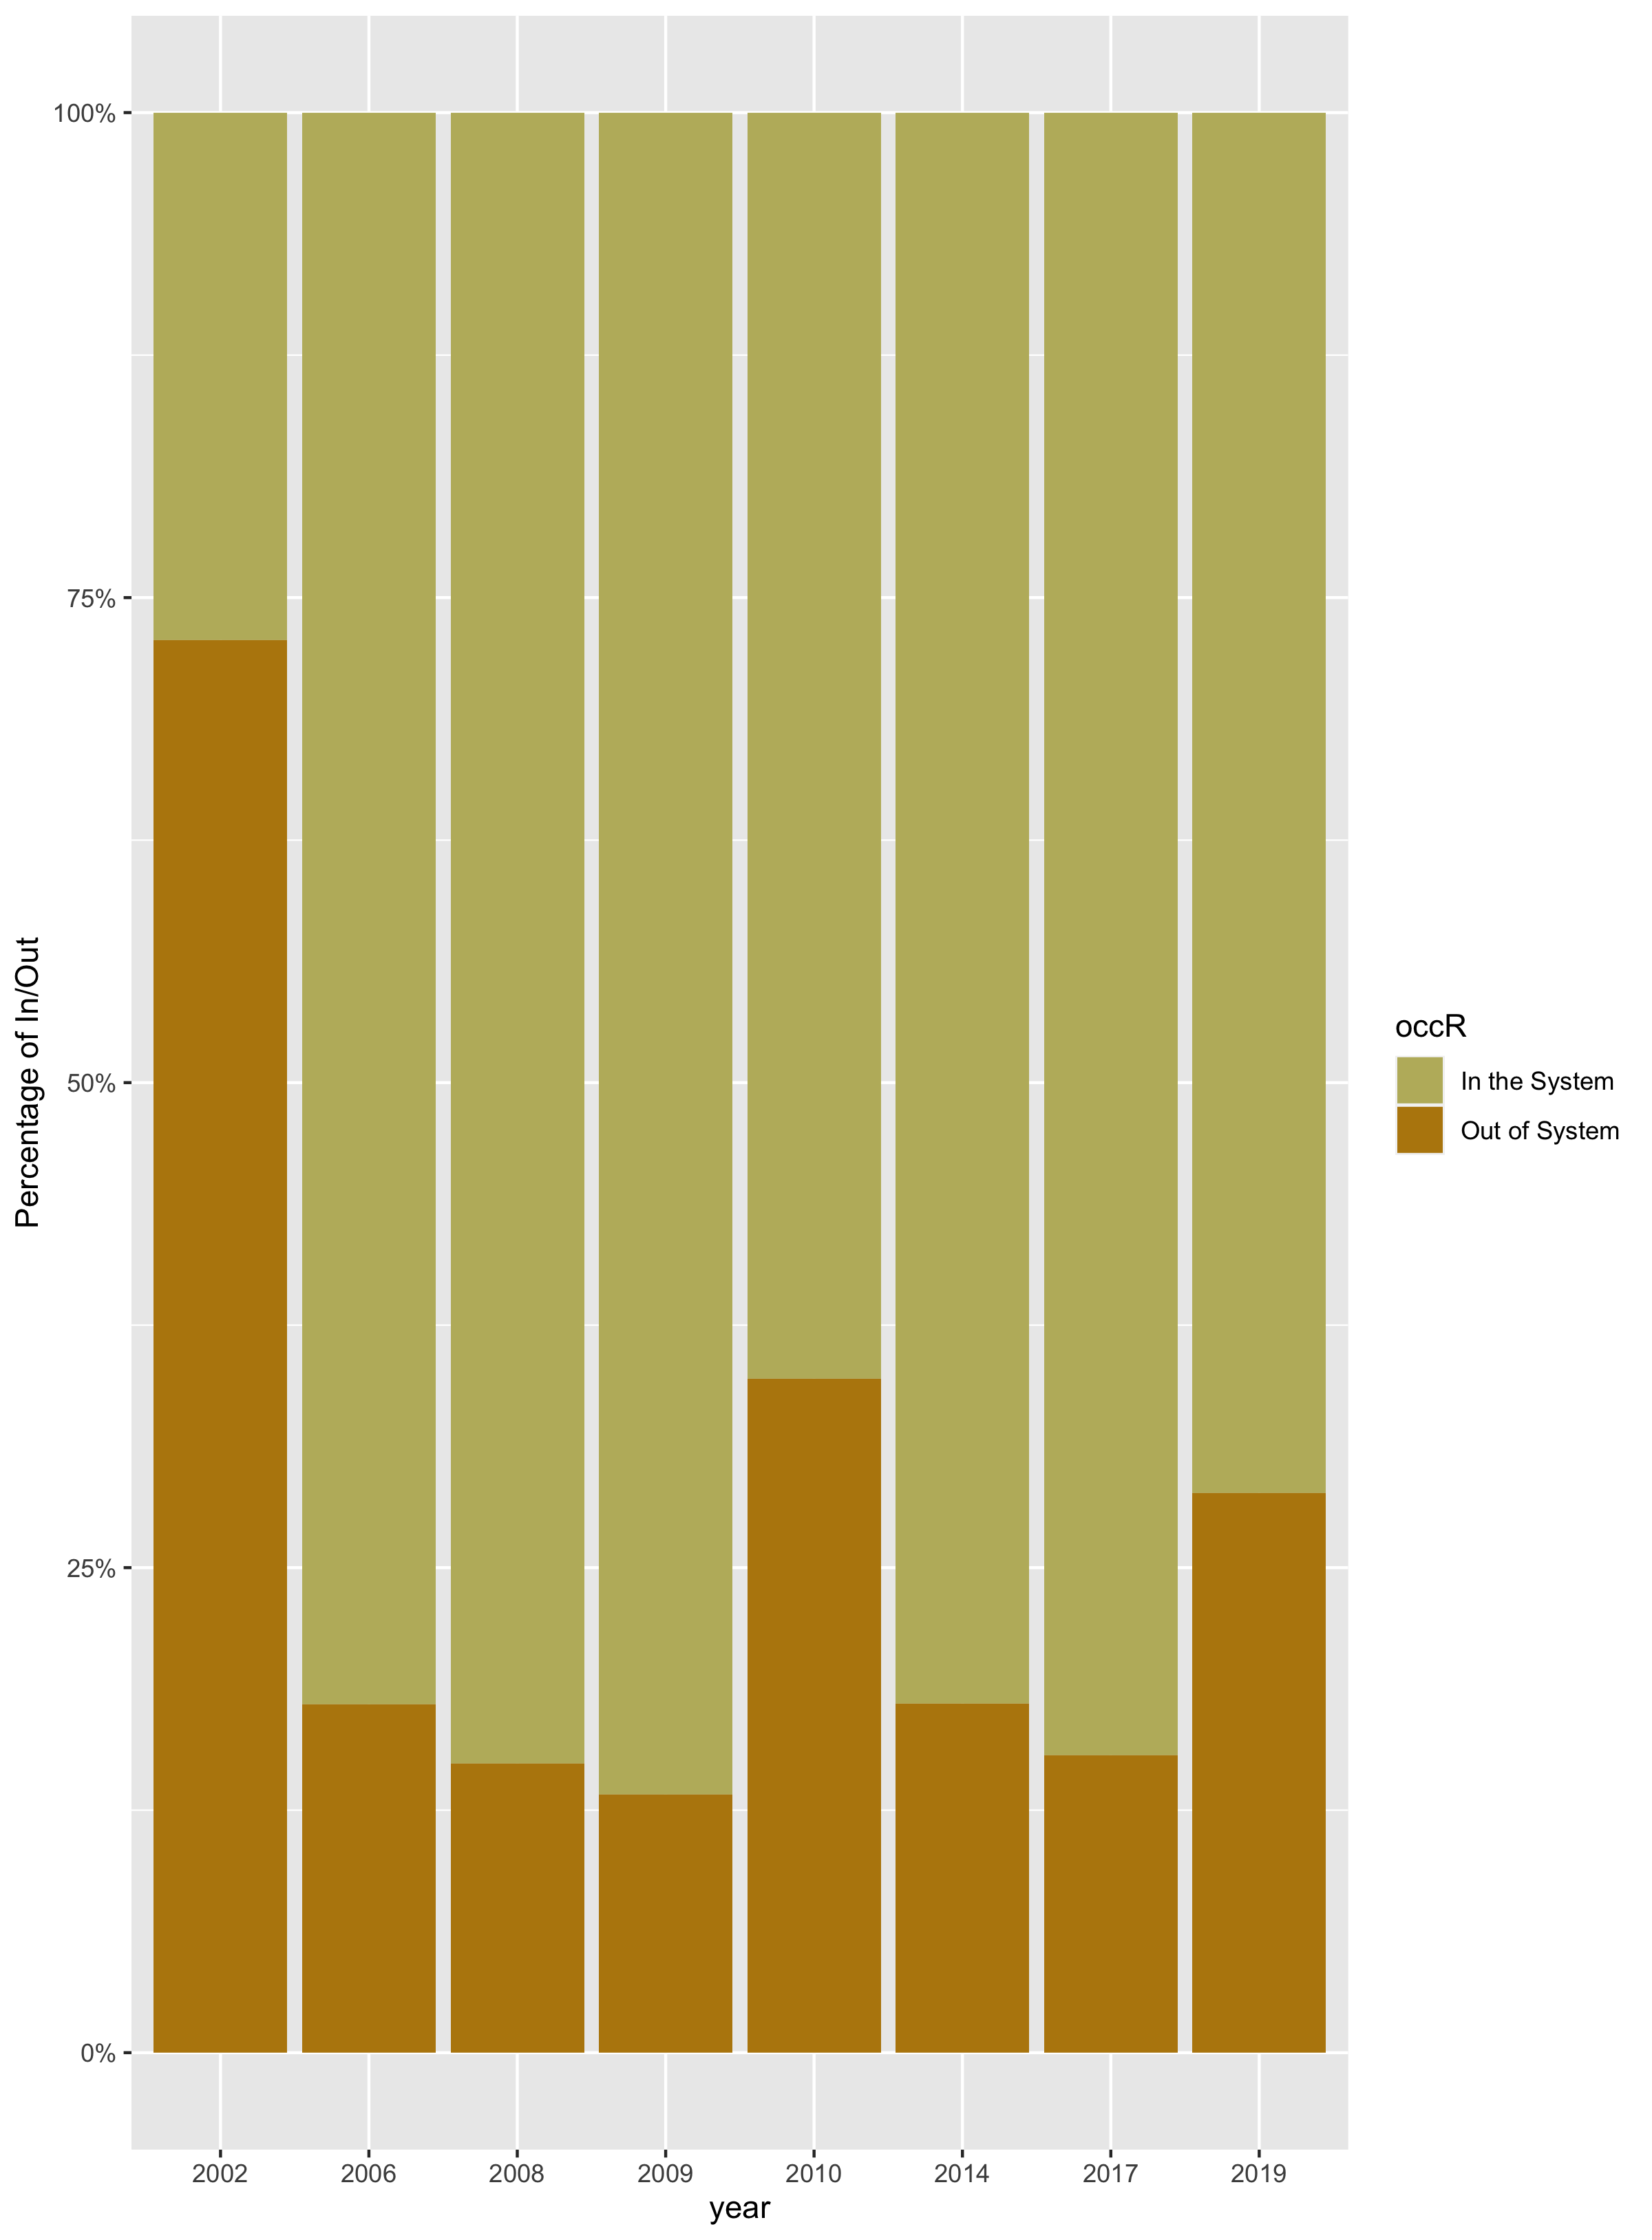 100%
75%
50%
25%
0%
Percentage of In/Out
2002 2006 2008 2009 2010 2014 2017 2019
year
occR
In the System
Out of System